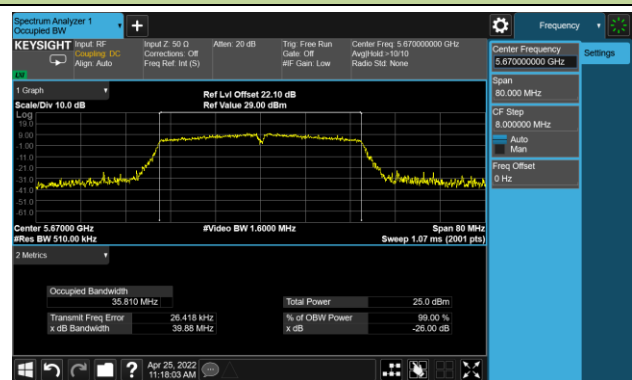 Spectrum Analyzer 1
Occupied BW
Frequency
KEYSIGHT
Input: RF
Coupling: DC
Align: Auto
Input Z: 50 Ω
Corrections: Off
Freq Ref: Int (S)
Atten: 20 dB
Trig: Free Run
Gate: Off
#IF Gain: Low
Center Freq: 5.670000000 GHz
Avg|Hold:>10/10
Radio Std: None
LV
Center Frequency
5.670000000 GHz
Settings
Span
80.000 MHz
CF Step
8.000000 MHz
Auto
Man
Freq Offset
0 Hz
1 Graph
Scale/Div 10.0 dB
Ref Lvl Offset 22.10 dB
Ref Value 29.00 dBm
Log
19.0
9.00
-1.00
-11.0
-21.0
-31.0
-41.0
-51.0
-61.0
Center 5.67000 GHz
#Res BW 510.00 kHz
#Video BW 1.6000 MHz
Span 80 MHz
Sweep 1.07 ms (2001 pts)
2 Metrics
Occupied Bandwidth
35.810 MHz
Total Power 25.0 dBm
Transmit Freq Error 26.418 kHz
% of OBW Power 99.00 %
x dB Bandwidth 39.88 MHz
x dB -26.00 dB
?
Apr 25, 2022
11:18:03 AM